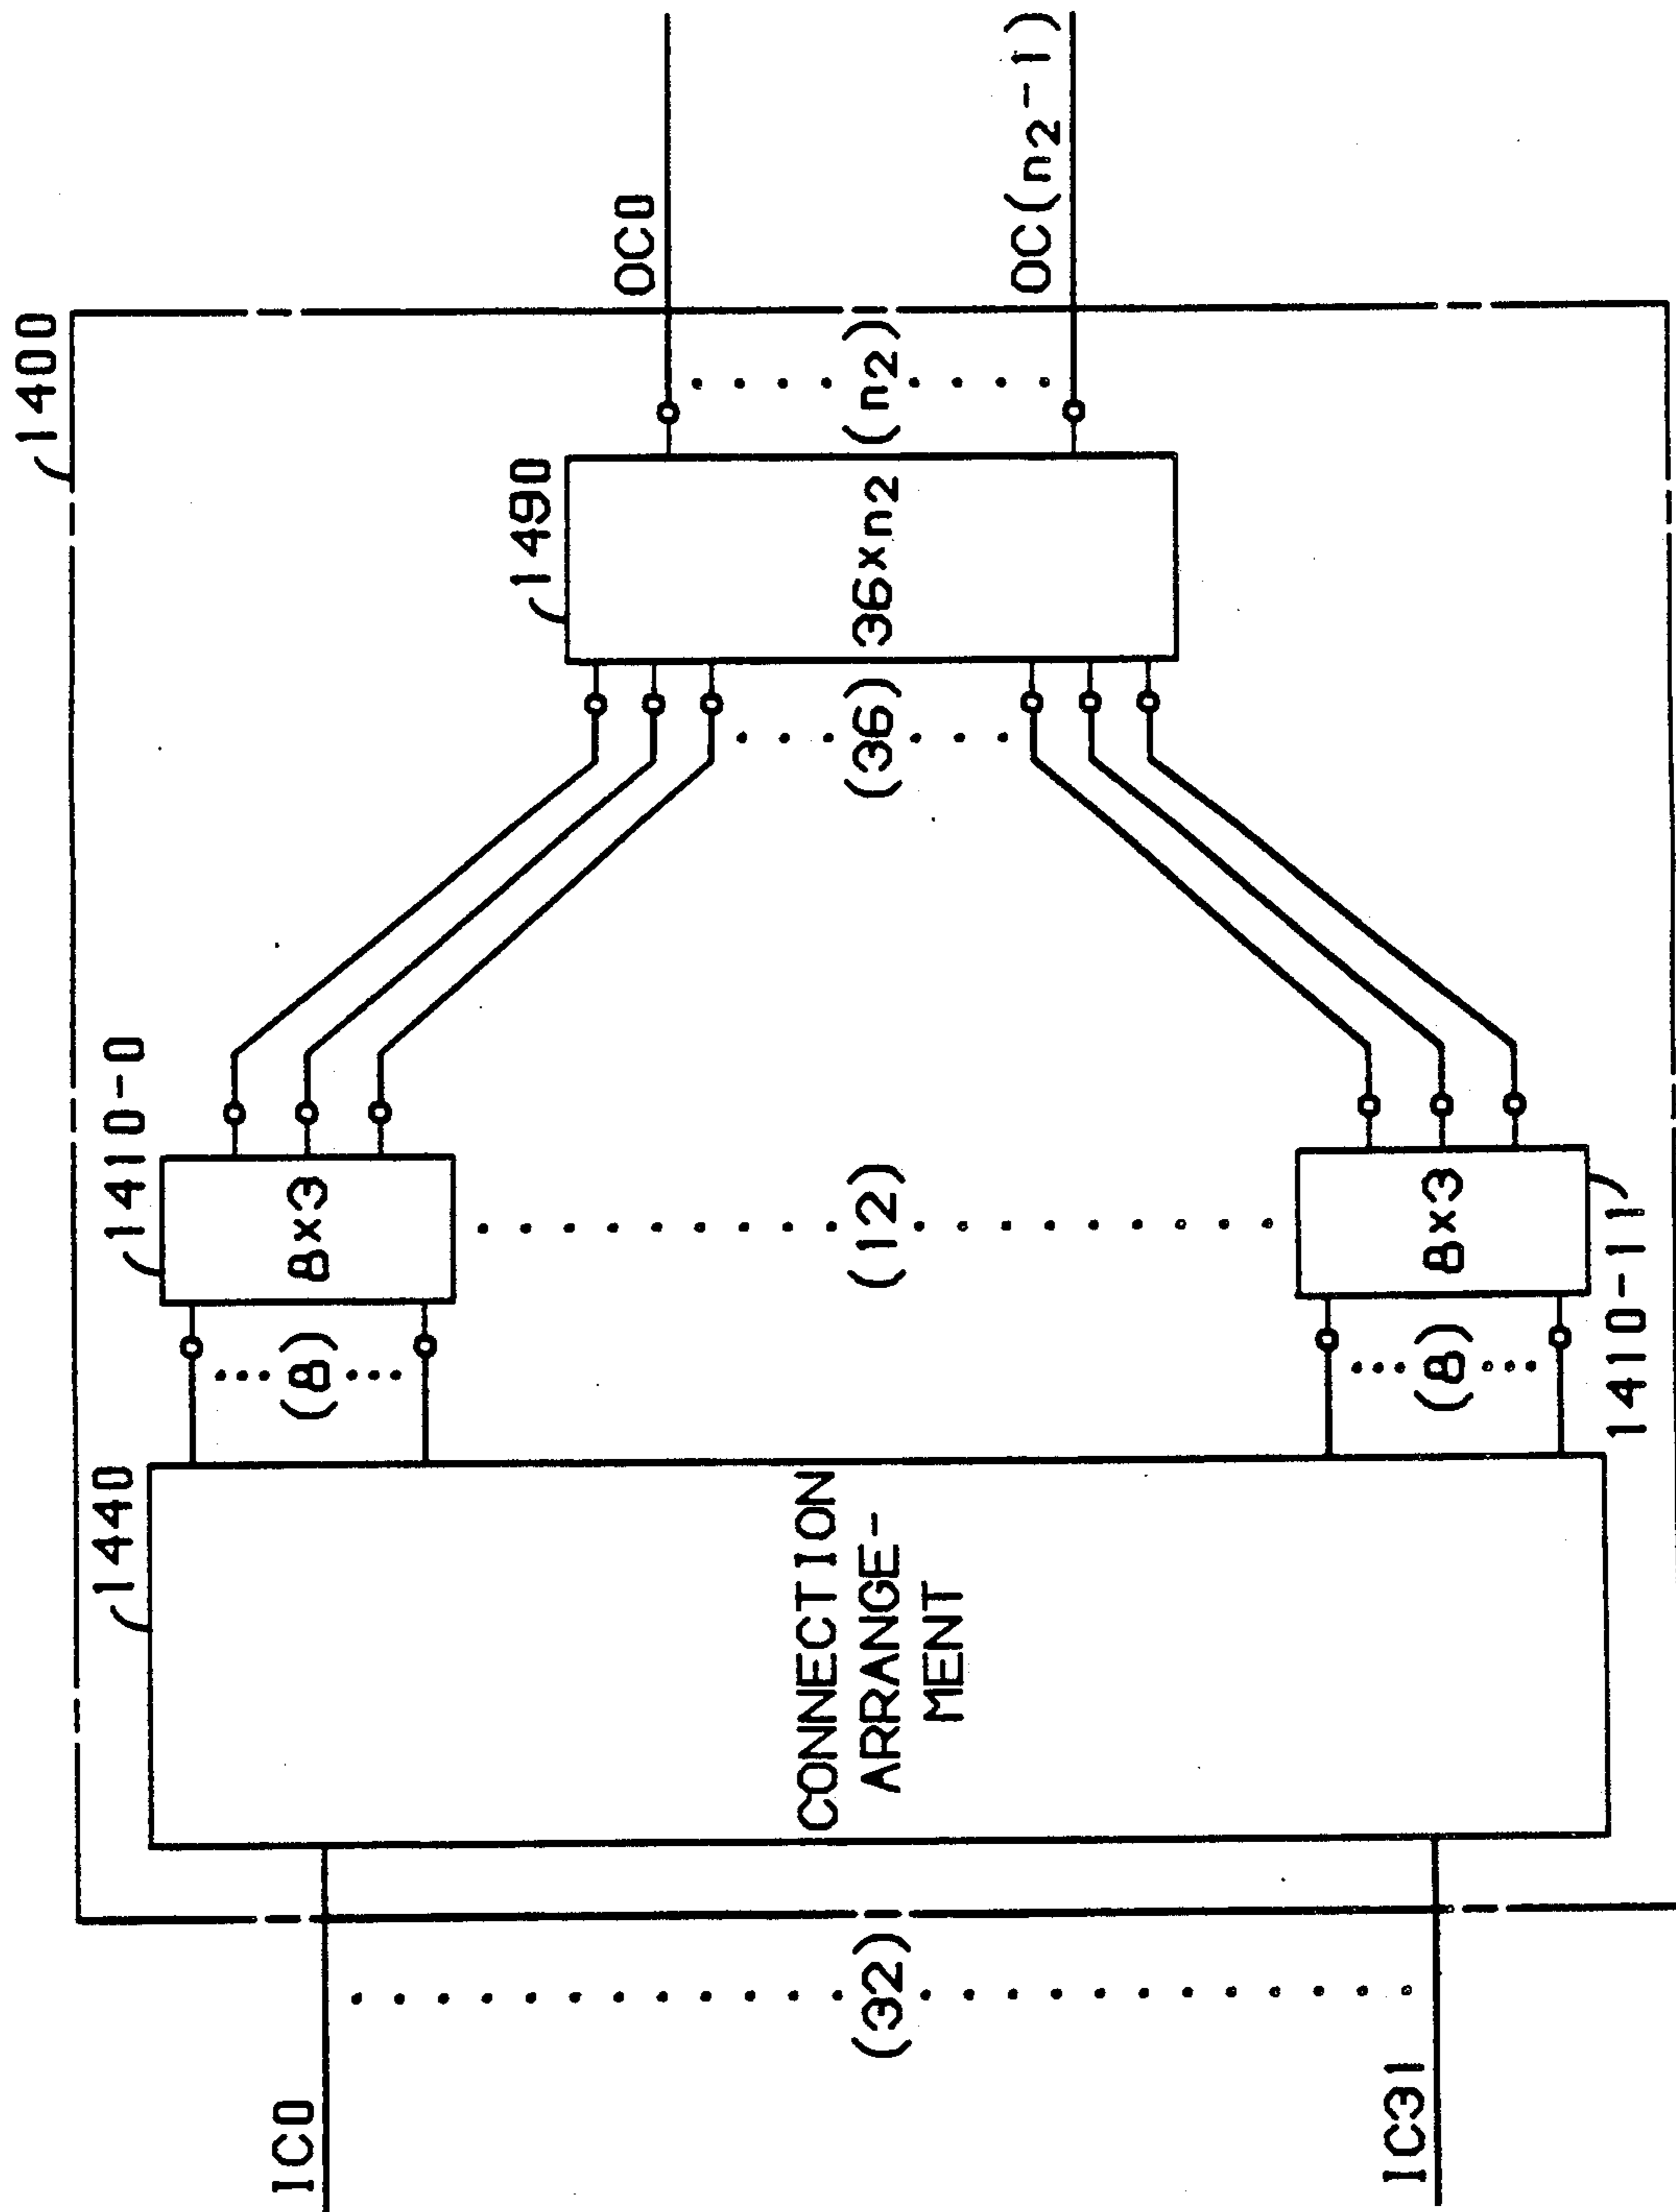 1400
1440
1410-0
1490
IC0
(32)
IC31
CONNECTION
ARRANGE-
MENT
(8)
(8)
8x3
(12)
8x3
1410-11
(36)
36xn2
(n2)
OC0
OC(n2-1)